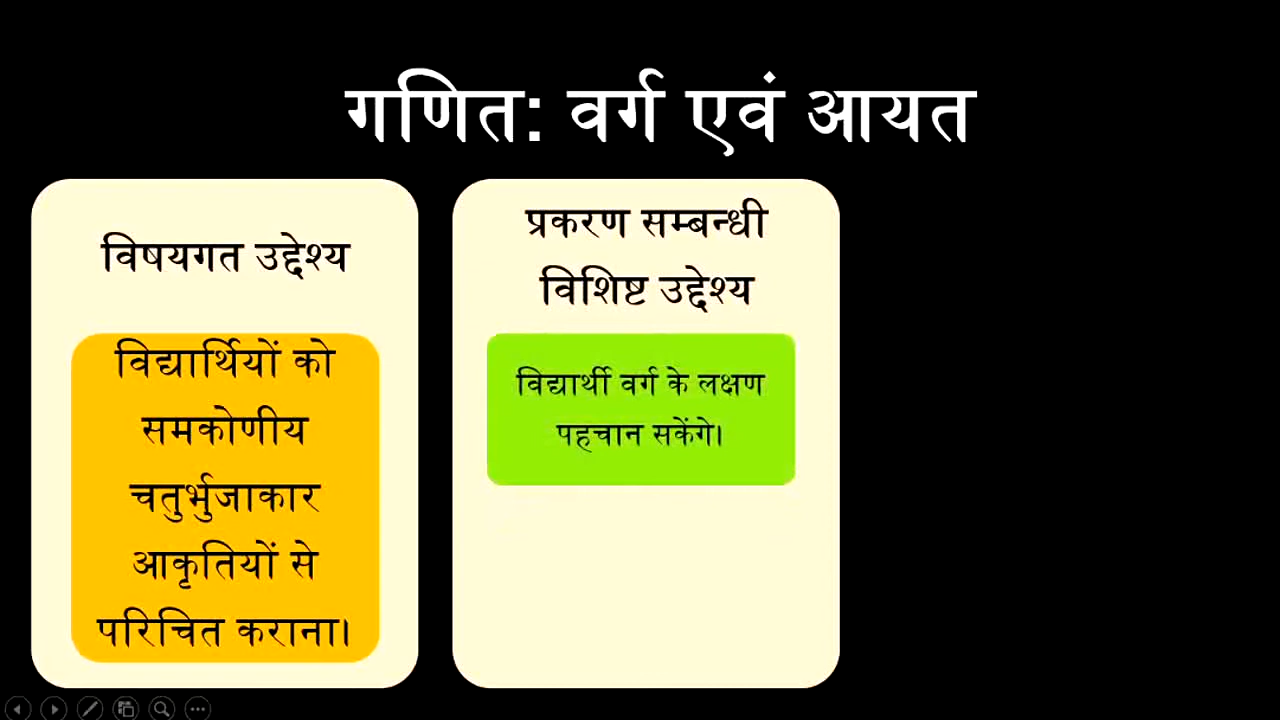 गणित: वर्ग एवं आयत
विषयगत उद्देश्य
विद्यार्थियों को
समकोणीय
चतुर्भुजाकार
आकृतियों से
परिचित कराना।
प्रकरण सम्बन्धी
विशिष्ट उद्देश्य
विद्यार्थी वर्ग के लक्षण
पहचान सकेंगे।